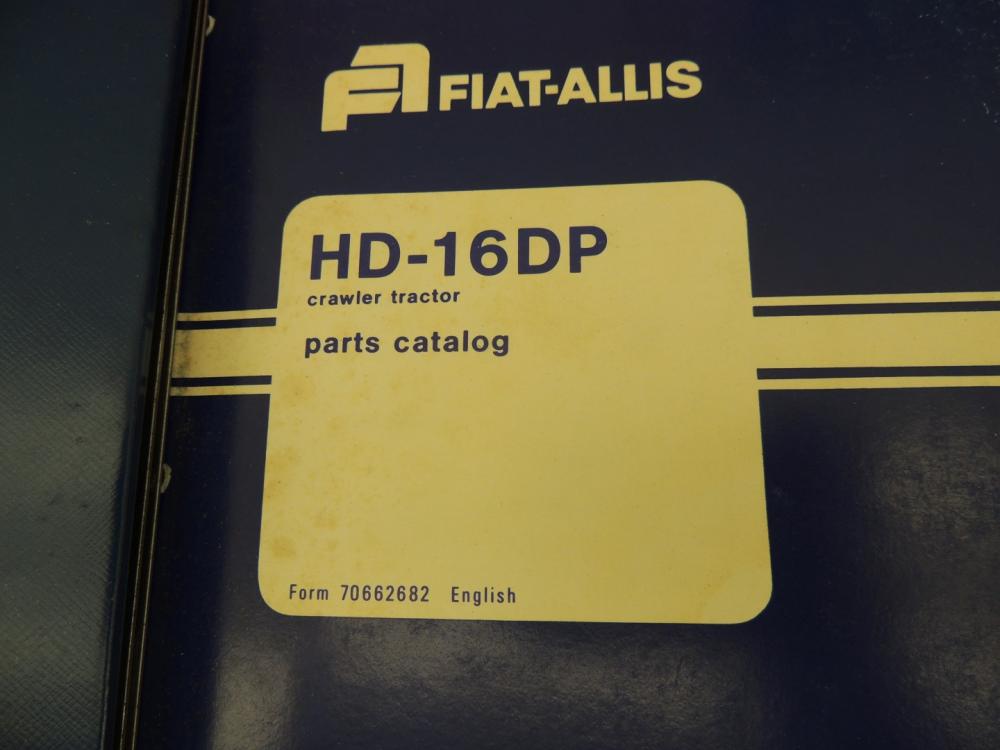 FIAT-ALLIS
HD-16DP
crawler tractor
parts catalog
Form 70662682 English